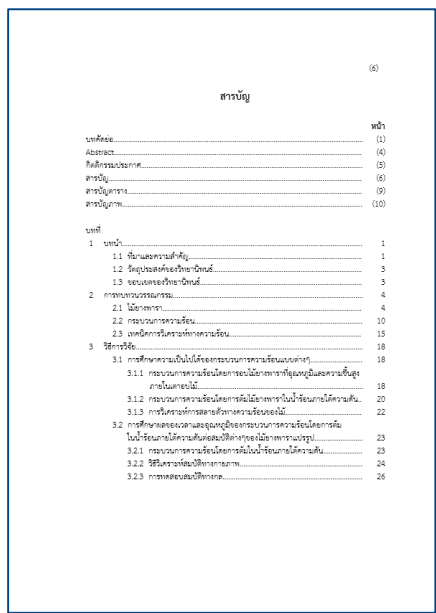 (6)
สารบัญ
หน้า
บทคัดย่อ.......... (1)
Abstract.......... (4)
กิตติกรรมประกาศ.......... (5)
สารบัญ.......... (6)
สารบัญตาราง.......... (9)
สารบัญภาพ.......... (10)
บทที่
1 บทนำ.......... 1
1.1 ที่มาและความสำคัญ.......... 1
1.2 วัตถุประสงค์ของวิทยานิพนธ์.......... 3
1.3 ขอบเขตของวิทยานิพนธ์.......... 3
2 การทบทวนวรรณกรรม.......... 4
2.1 ไม้ยางพารา.......... 4
2.2 กระบวนการความร้อน.......... 10
2.3 เทคนิคการวิเคราะห์ทางความร้อน.......... 15
3 วิธีการวิจัย.......... 18
3.1 การศึกษาความเป็นไปได้ของกระบวนการความร้อนแบบต่างๆ.......... 18
3.1.1 กระบวนการความร้อนโดยการอบไม้ยางพาราที่อุณหภูมิและความชื้นสูง
ภายในเตาอบไม้.......... 18
3.1.2 กระบวนการความร้อนโดยการต้มไม้ยางพาราในน้ำร้อนภายใต้ความดัน.. 20
3.1.3 การวิเคราะห์การสลายตัวทางความร้อนของไม้.......... 22
3.2 การศึกษาผลของเวลาและอุณหภูมิของกระบวนการความร้อนโดยการต้ม
ในน้ำร้อนภายใต้ความดันต่อสมบัติต่างๆของไม้ยางพาราแปรรูป.......... 23
3.2.1 กระบวนการความร้อนโดยการต้มในน้ำร้อนภายใต้ความดัน.......... 23
3.2.2 วิธีวิเคราะห์สมบัติทางกายภาพ.......... 24
3.2.3 การทดสอบสมบัติทางกล.......... 26